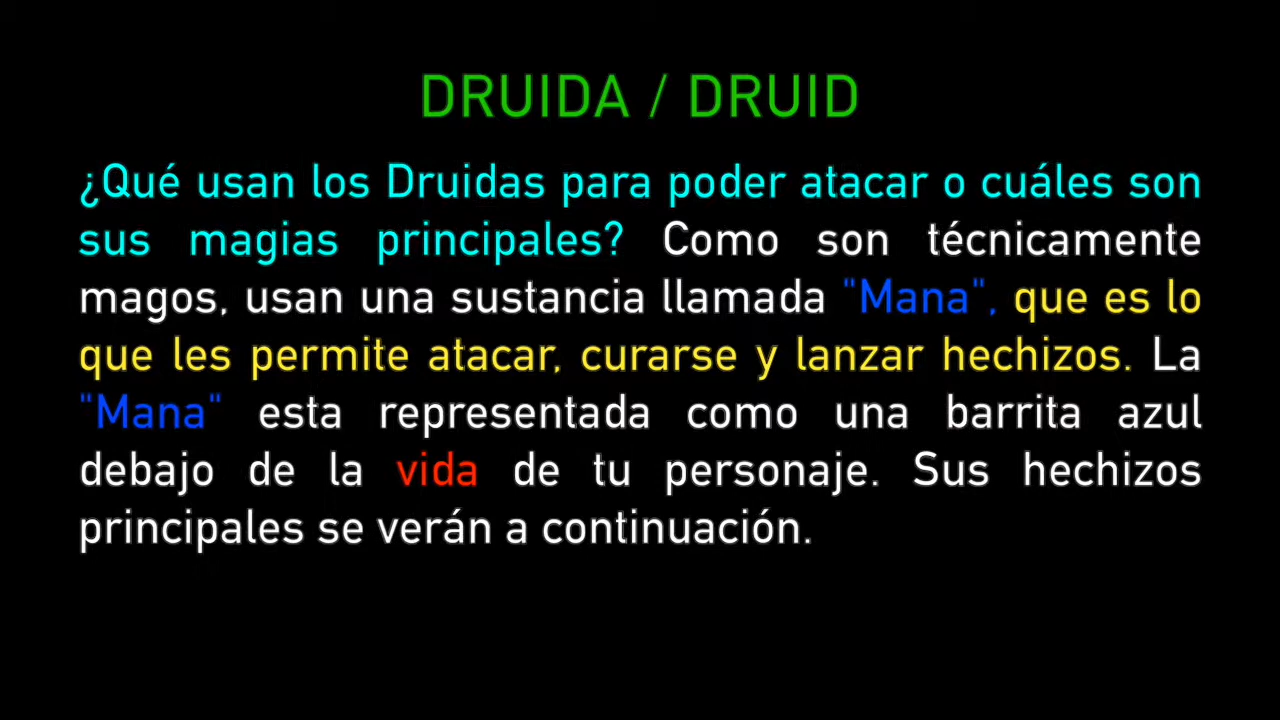 DRUIDA / DRUID
¿Qué usan los Druidas para poder atacar o cuáles son
sus magias principales? Como son técnicamente
magos, usan una sustancia llamada "Mana", que es lo
que les permite atacar, curarse y lanzar hechizos. La
"Mana" esta representada como una barrita azul
debajo de la vida de tu personaje. Sus hechizos
principales se verán a continuación.